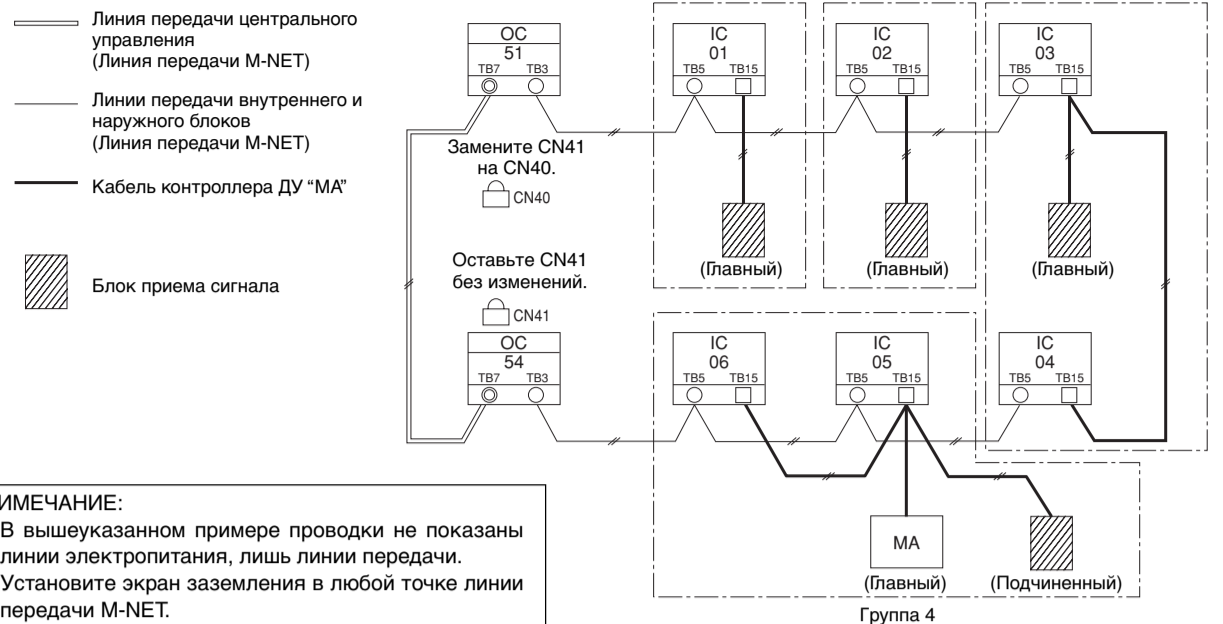 Линия передачи центрального
управления
(Линия передачи M-NET)
Линии передачи внутреннего и
наружного блоков
(Линия передачи M-NET)
Кабель контроллера ДУ “МА”
Блок приема сигнала
OC
51
TB7 TB3
IC
01
TB5 TB15
IC
02
TB5 TB15
IC
03
TB5 TB15
Замените CN41
на CN40.
CN40
(Главный)
(Главный)
(Главный)
Оставьте CN41
без изменений.
CN41
OC
54
TB7 TB3
IC
06
TB5 TB15
IC
05
TB5 TB15
IC
04
TB5 TB15
MA
(Главный)
(Подчиненный)
Группа 4
ИМЕЧАНИЕ:
В вышеуказанном примере проводки не показаны
линии электропитания, лишь линии передачи.
Установите экран заземления в любой точке линии
передачи M-NET.